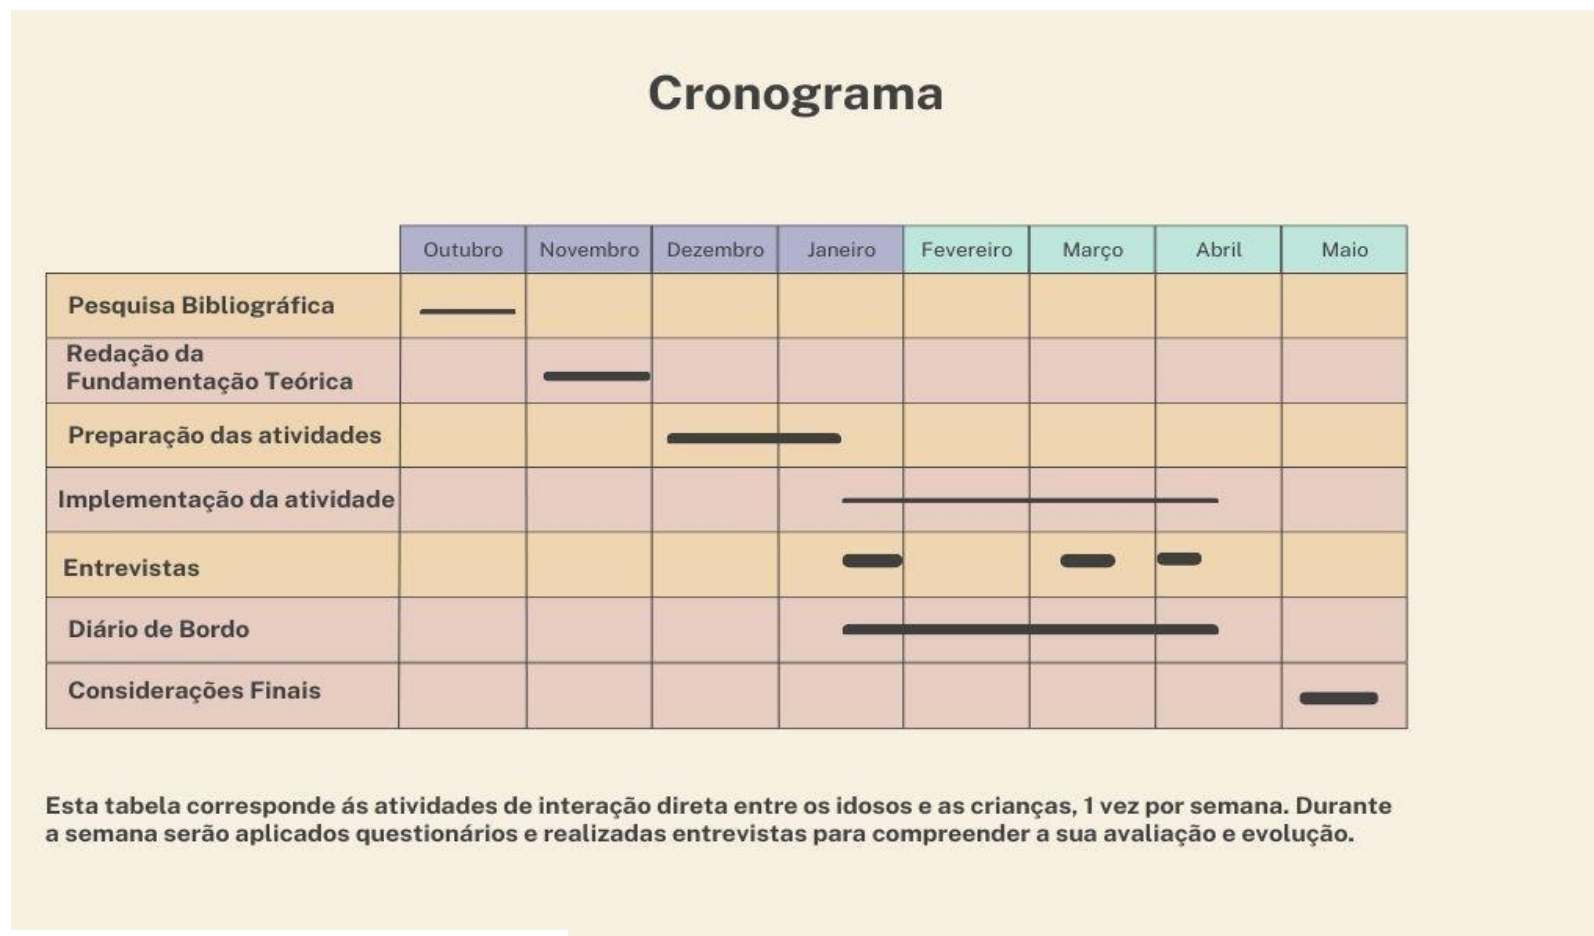 Cronograma
Outubro Novembro Dezembro Janeiro Fevereiro Março Abril Maio
Pesquisa Bibliográfica
Redação da
Fundamentação Teórica
Preparação das atividades
Implementação da atividade
Entrevistas
Diário de Bordo
Considerações Finais
Esta tabela corresponde ás atividades de interação direta entre os idosos e as crianças, 1 vez por semana. Durante
a semana serão aplicados questionários e realizadas entrevistas para compreender a sua avaliação e evolução.